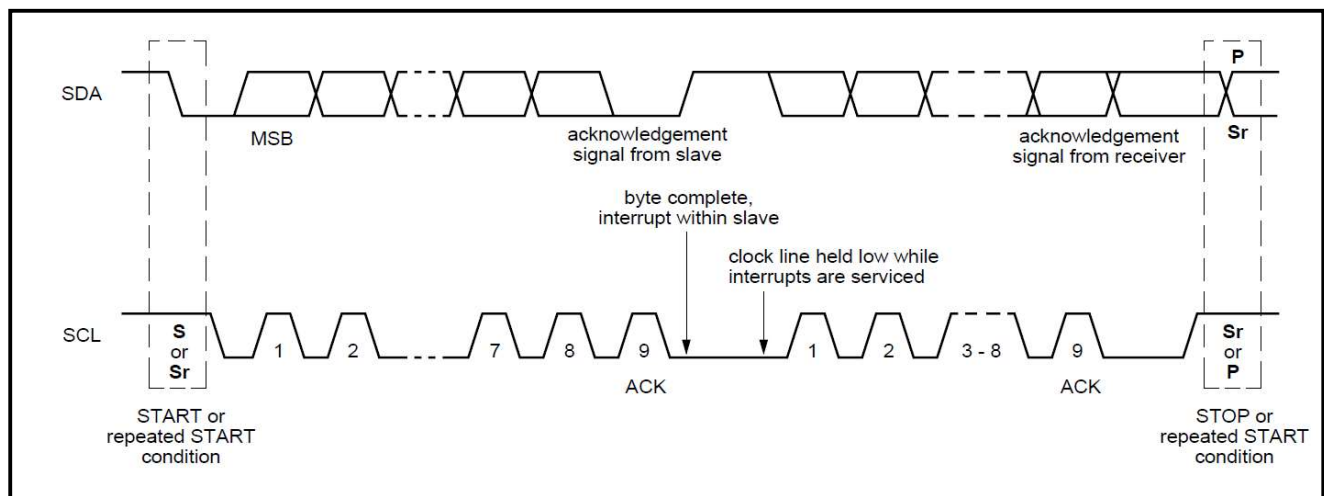 P
SDA
MSB
acknowledgement
signal from slave
acknowledgement
signal from receiver
Sr
byte complete,
interrupt within slave
clock line held low while
interrupts are serviced
SCL
S
or
Sr
1
2
7
8
9
1
2
3 - 8
9
Sr
or
P
ACK
ACK
START or
repeated START
condition
STOP or
repeated START
condition